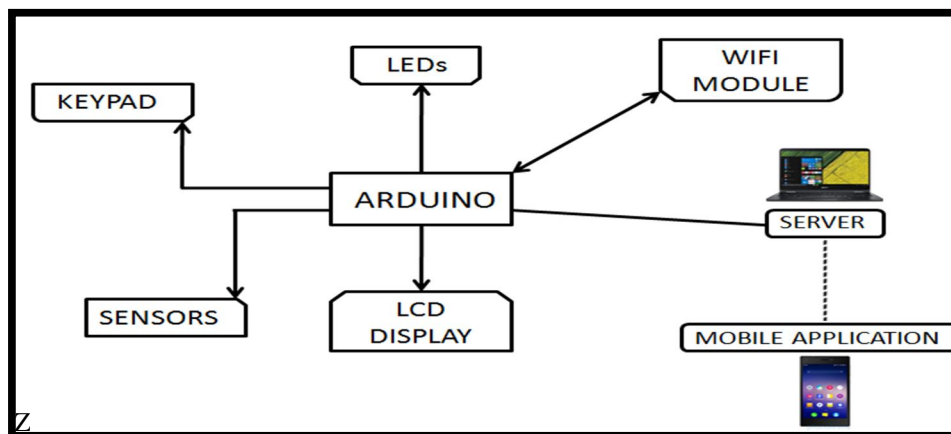 LEDs
WIFI
MODULE
KEYPAD
ARDUINO
SERVER
SENSORS
LCD
DISPLAY
MOBILE APPLICATION
Z